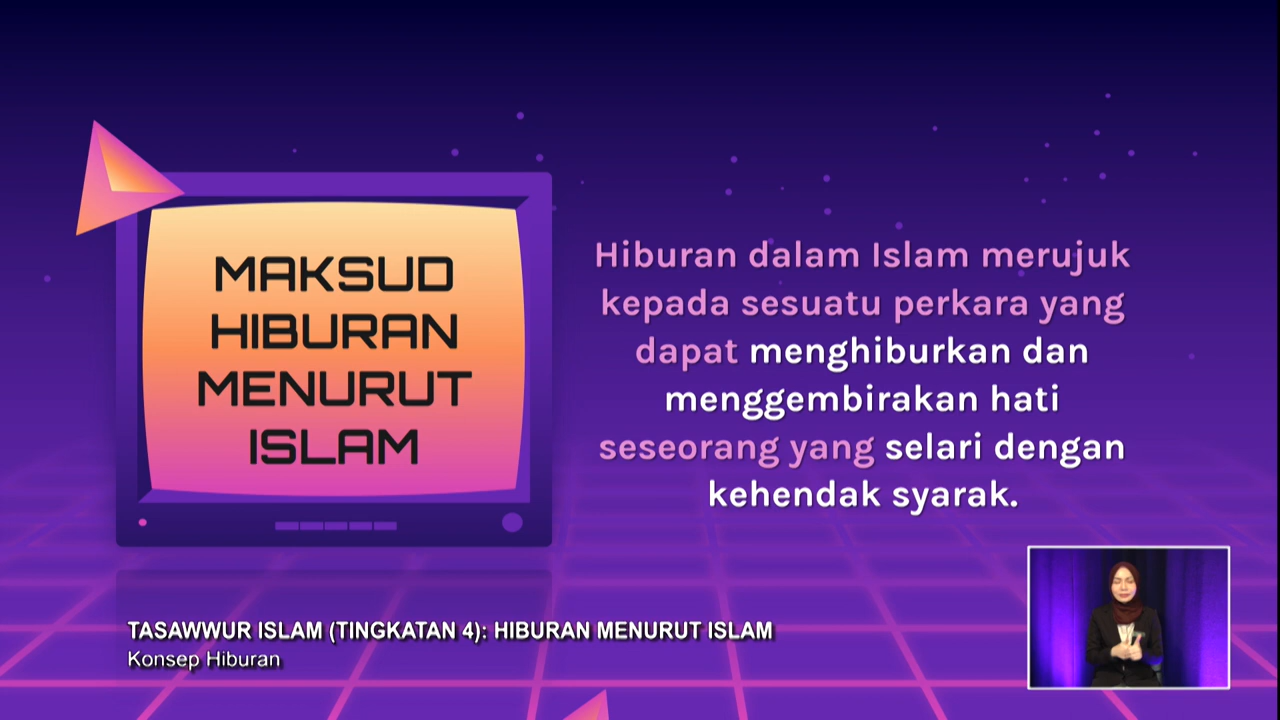 MAKSUD
HIBURAN
MENURUT
ISLAM
Hiburan dalam Islam merujuk
kepada sesuatu perkara yang
dapat menghiburkan dan
menggembirakan hati
seseorang yang selari dengan
kehendak syarak.
TASAWWUR ISLAM (TINGKATAN 4): HIBURAN MENURUT ISLAM
Konsep Hiburan